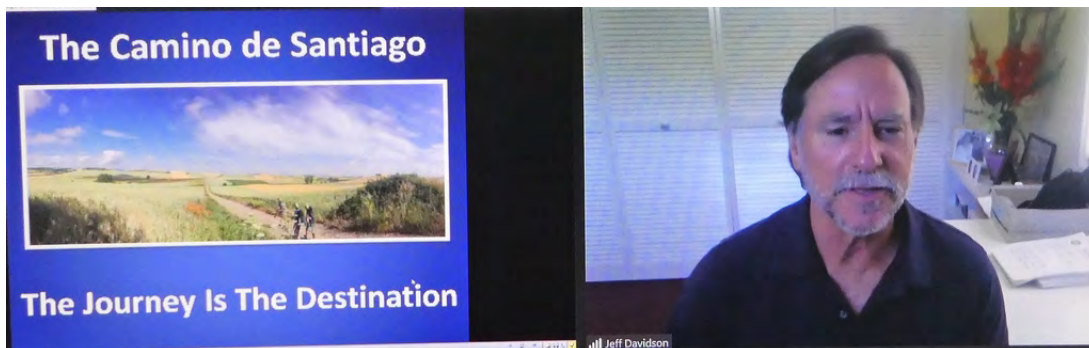 The Camino de Santiago
The Journey Is The Destination
Jeff Davidson